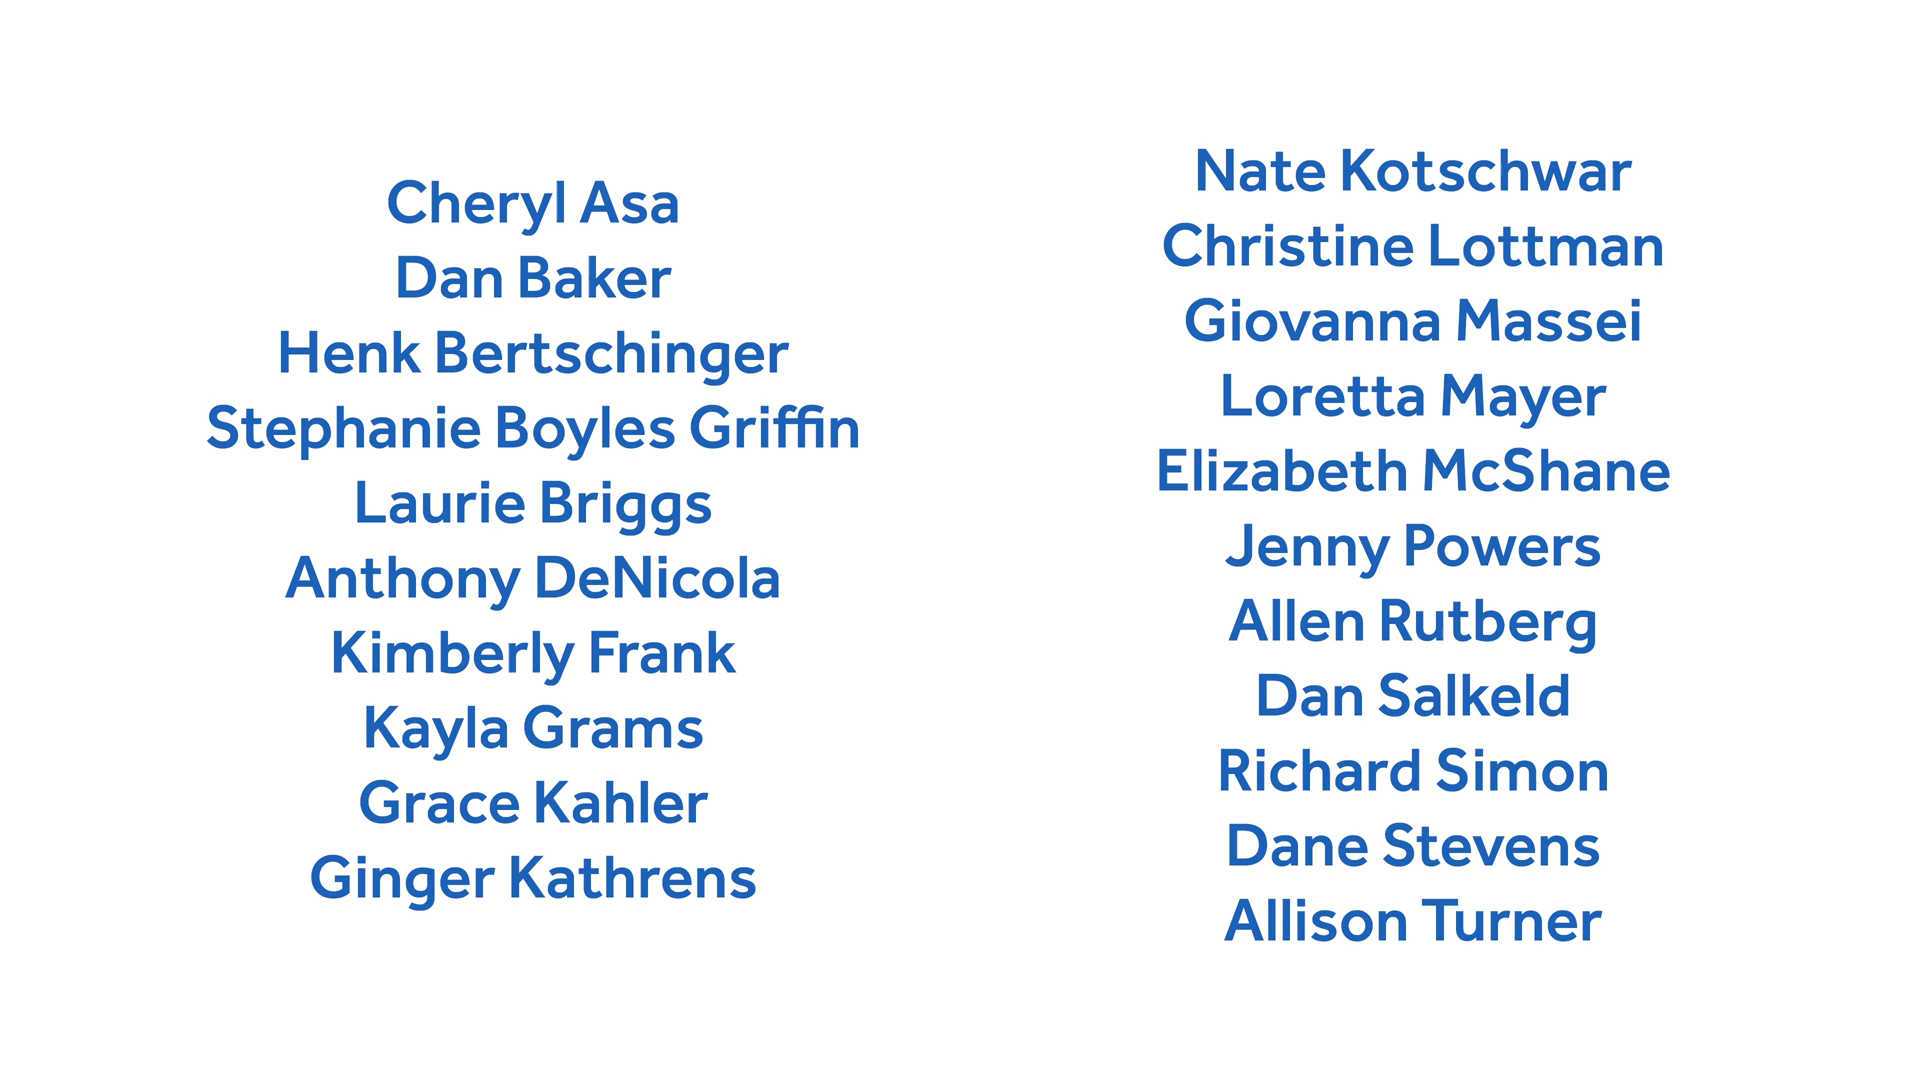 Cheryl Asa
Dan Baker
Henk Bertschinger
Stephanie Boyles Griffin
Laurie Briggs
Anthony DeNicola
Kimberly Frank
Kayla Grams
Grace Kahler
Ginger Kathrens
Nate Kotschwar
Christine Lottman
Giovanna Massei
Loretta Mayer
Elizabeth McShane
Jenny Powers
Allen Rutberg
Dan Salkeld
Richard Simon
Dane Stevens
Allison Turner